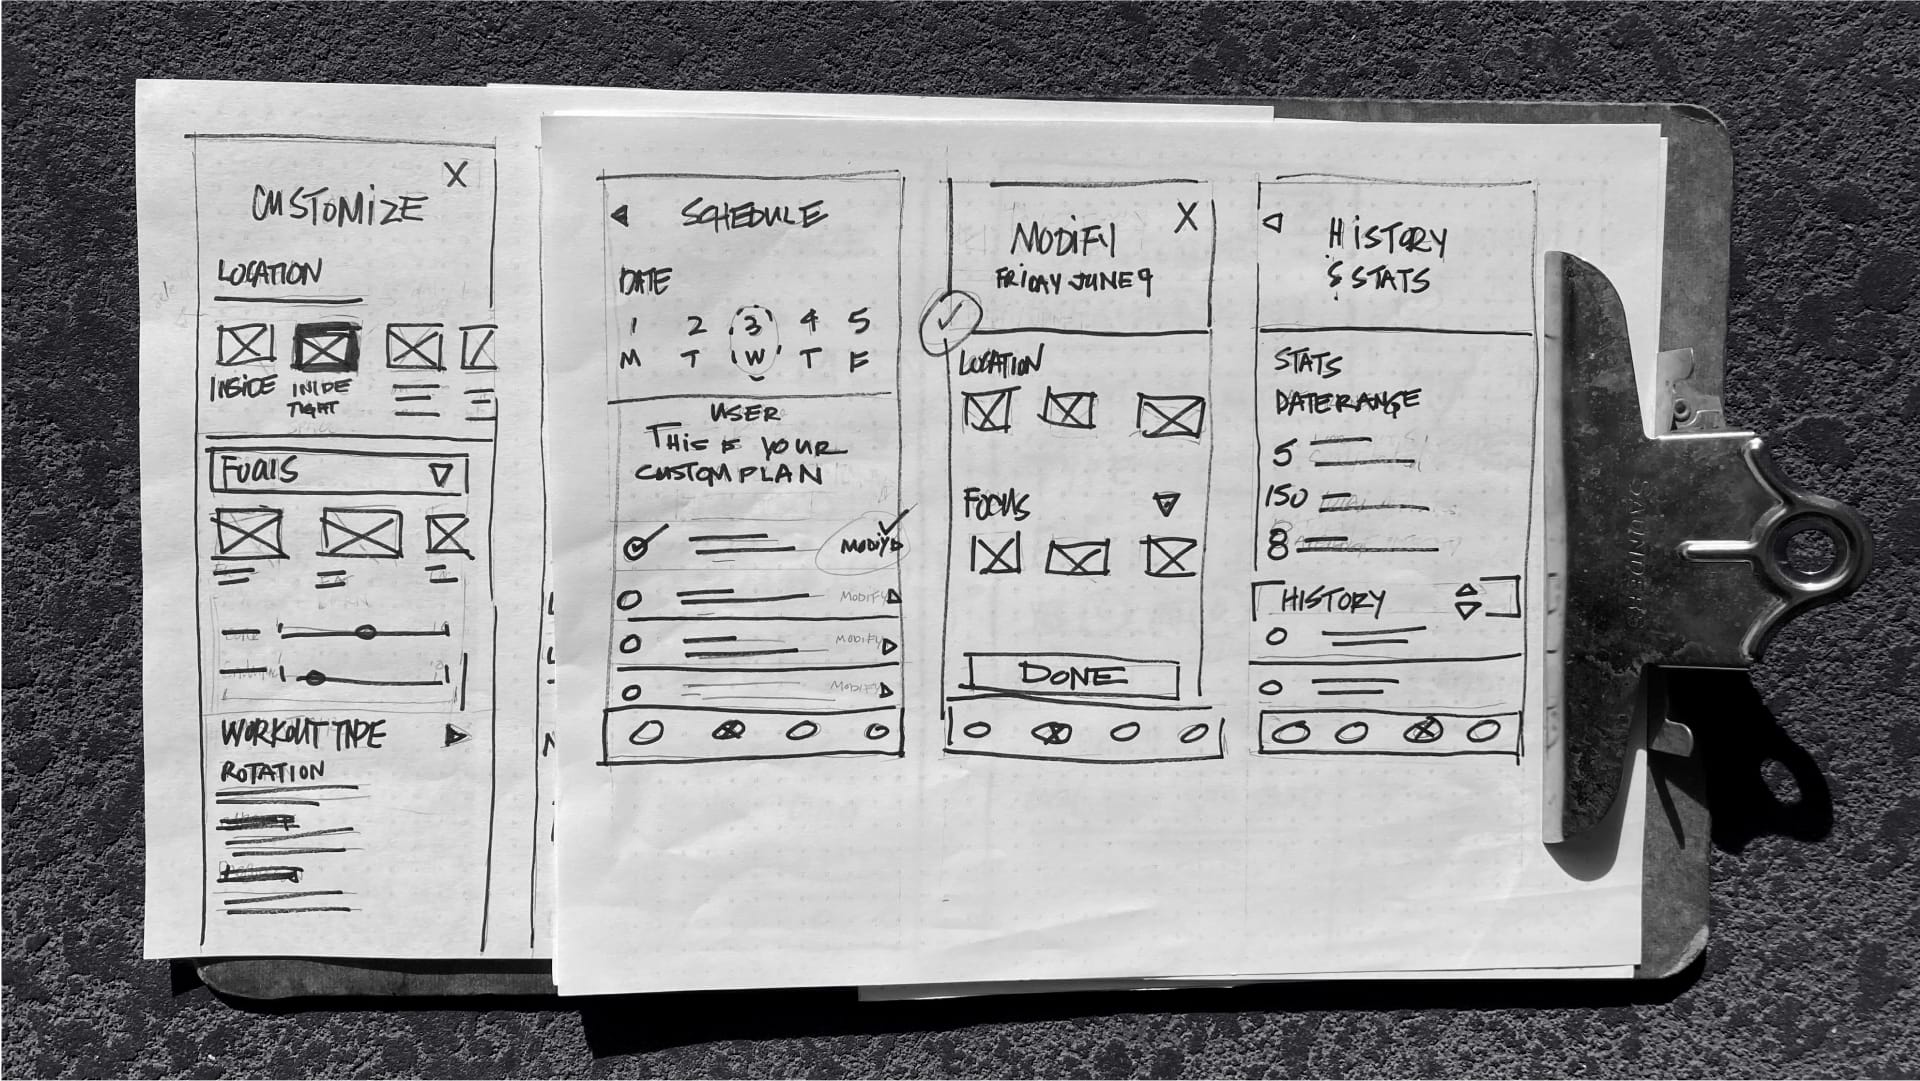 X
CUSTOMIZE
LOCATION
INSIDE
INIDE
TIGHT
FOCUS
WORKOUT TYPE
ROTATION
SCHEDULE
DATE
1 2 3 4 5
M T W T F
USER
THIS IS YOUR
CUSTOM PLAN
MODIFY
MODIFY
MODIFY
MODIFY
X
MODIFY
FRIDAY JUNE 9
LOCATION
FOCUS
DONE
HISTORY
& STATS
STATS
DATE RANGE
5
150
8
HISTORY
SAUNDERS